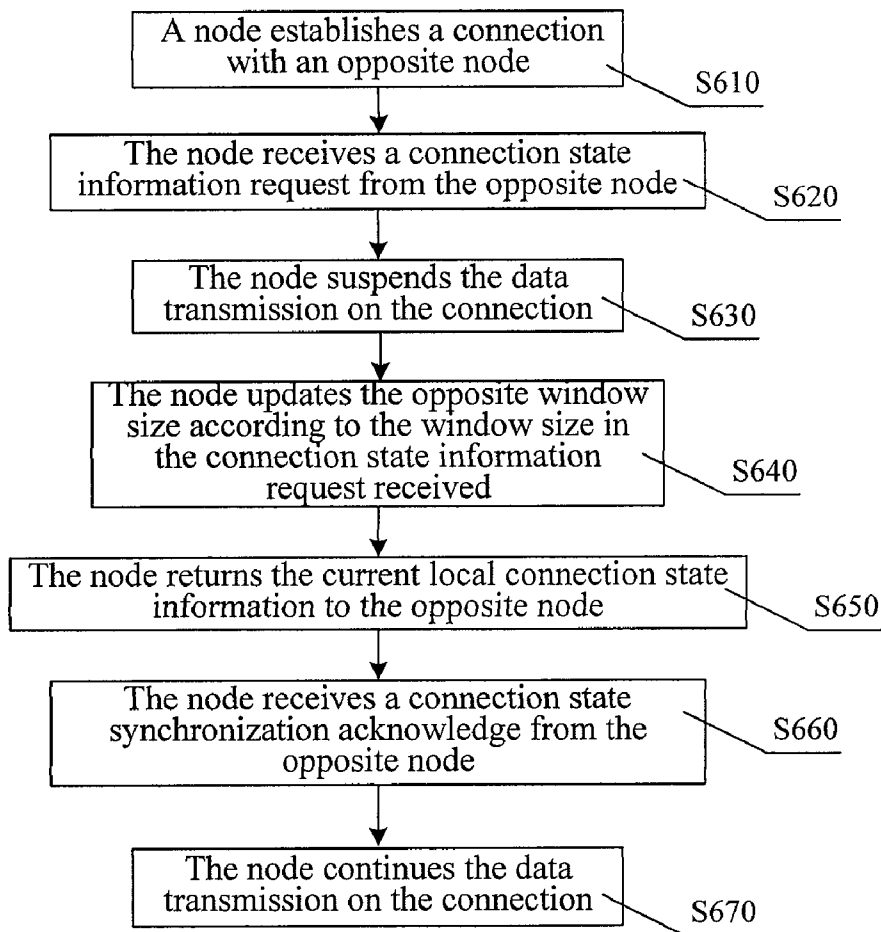 A node establishes a connection
with an opposite node
S610
The node receives a connection state
information request from the opposite node
S620
The node suspends the data
transmission on the connection
S630
The node updates the opposite window
size according to the window size in
the connection state information
request received
S640
The node returns the current local connection state
information to the opposite node
S650
The node receives a connection state
synchronization acknowledge from the
opposite node
S660
The node continues the data
transmission on the connection
S670